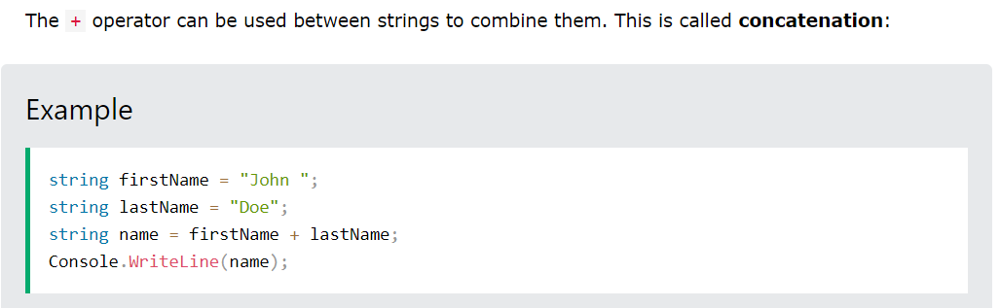 The + operator can be used between strings to combine them. This is called concatenation:
Example
string firstName = "John ";
string lastName = "Doe";
string name = firstName + lastName;
Console.WriteLine(name);